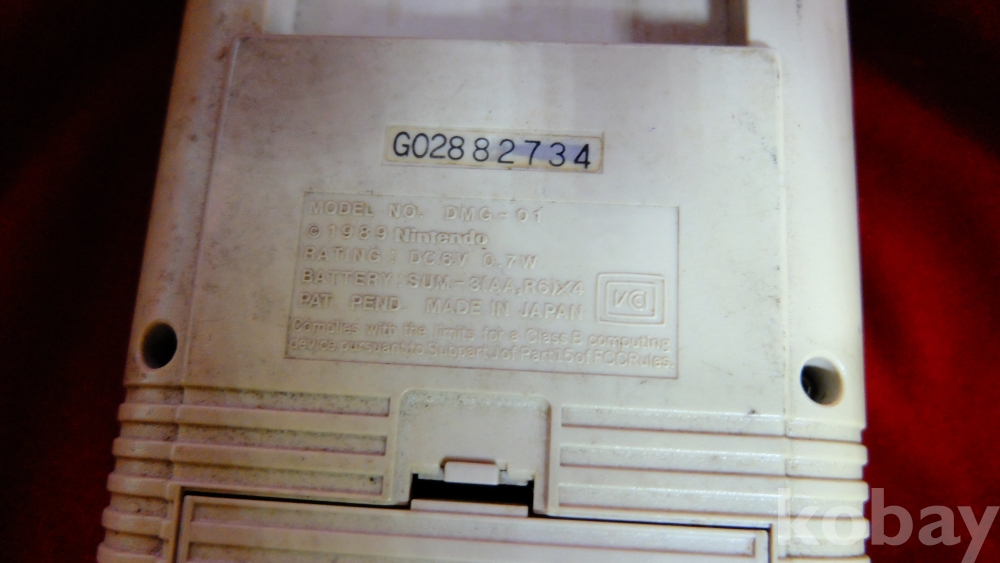 G02882734
MODEL NO. DMG-01
© 1989 Nintendo
RATING: DC6V 0.7W
BATTERY: SUM-3(AA,R6)×4
PAT. PEND. MADE IN JAPAN
Complies with the limits for a Class B computing
device pursuant to Subpart J of Part 15 of FCC Rules
kobay